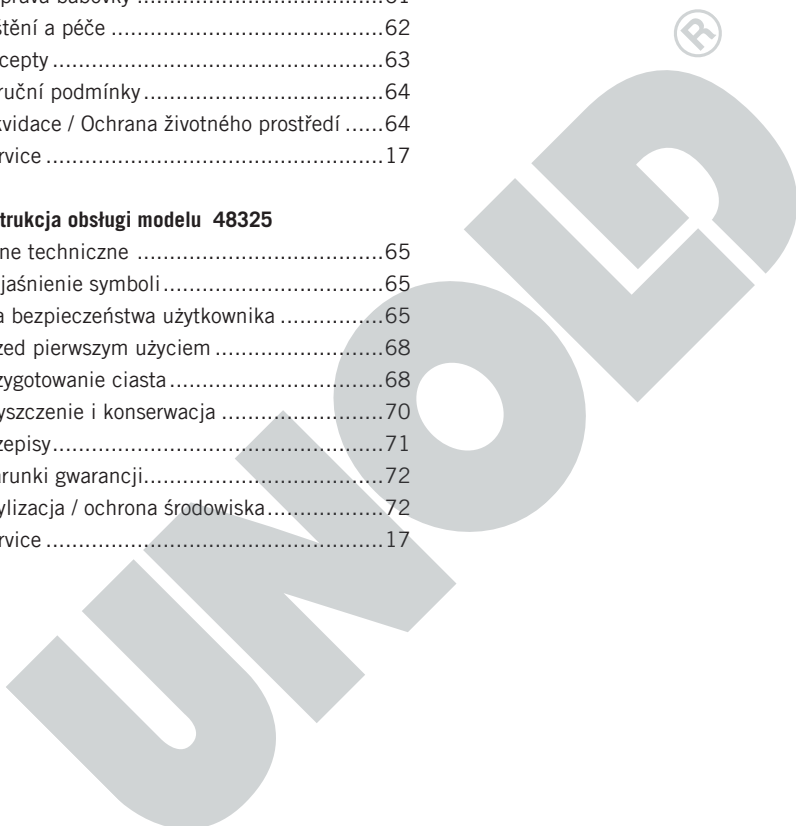 prava bábovky ..........................................61
štění a péče ..............................................62
cepty .......................................................63
ruční podmínky ........................................64
kvidace / Ochrana životného prostředí ......64
rvice ........................................................17
trukcja obsługi modelu 48325
ne techniczne ..........................................65
jaśnienie symboli ......................................65
a bezpieczeństwa użytkownika .................65
zed pierwszym użyciem ............................68
zygotowanie ciasta ....................................68
yszczenie i konserwacja ...........................70
zepisy .......................................................71
runki gwarancji .........................................72
ylizacja / ochrona środowiska ...................72
rvice ........................................................17
UNOLD®